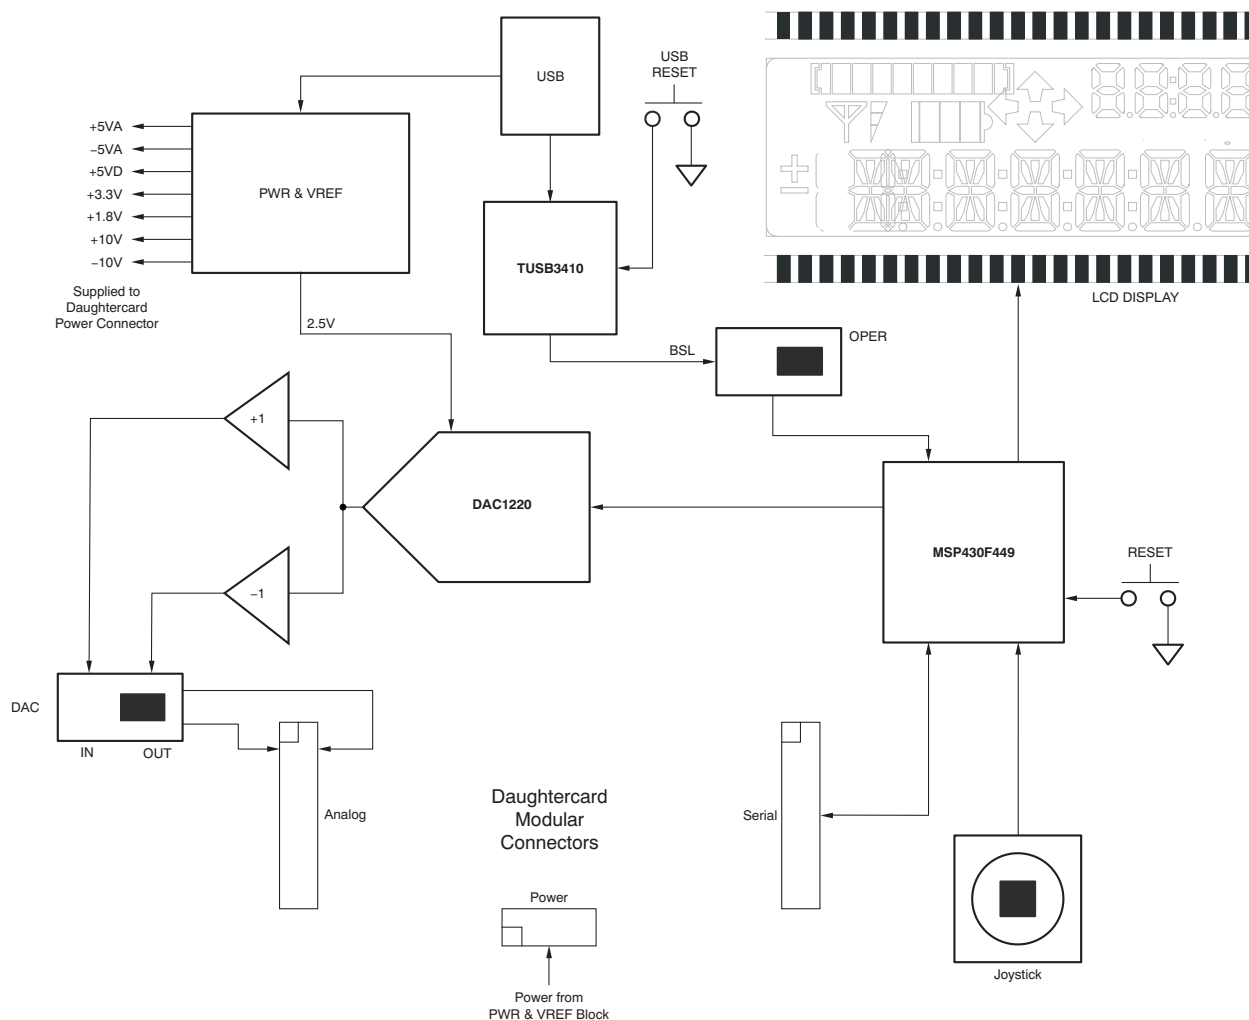 USB
USB
RESET
+5VA
−5VA
+5VD
+3.3V
+1.8V
+10V
−10V
PWR & VREF
Supplied to
Daughtercard
Power Connector
TUSB3410
LCD DISPLAY
2.5V
BSL
OPER
+1
DAC1220
MSP430F449
RESET
−1
DAC
IN
OUT
Analog
Daughtercard
Modular
Connectors
Serial
Power
Joystick
Power from
PWR & VREF Block